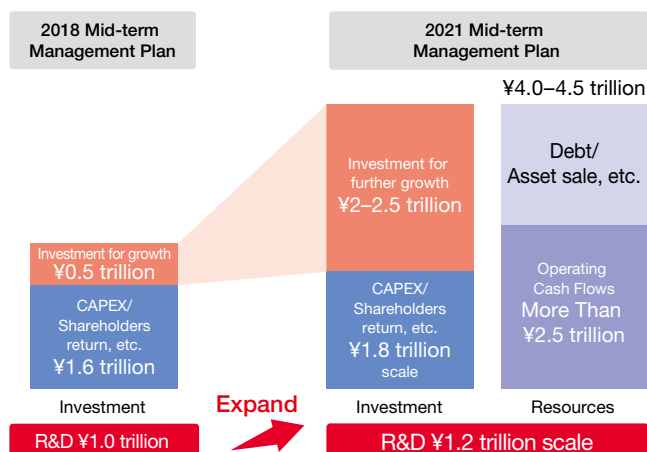 2018 Mid-term
Management Plan
2021 Mid-term
Management Plan
¥4.0–4.5 trillion
Investment for growth
¥0.5 trillion
CAPEX/
Shareholders
return, etc.
¥1.6 trillion
Investment for
further growth
¥2–2.5 trillion
CAPEX/
Shareholders
return, etc.
¥1.8 trillion
scale
Debt/
Asset sale, etc.
Operating
Cash Flows
More Than
¥2.5 trillion
Investment
Expand
Investment
Resources
R&D ¥1.0 trillion
R&D ¥1.2 trillion scale